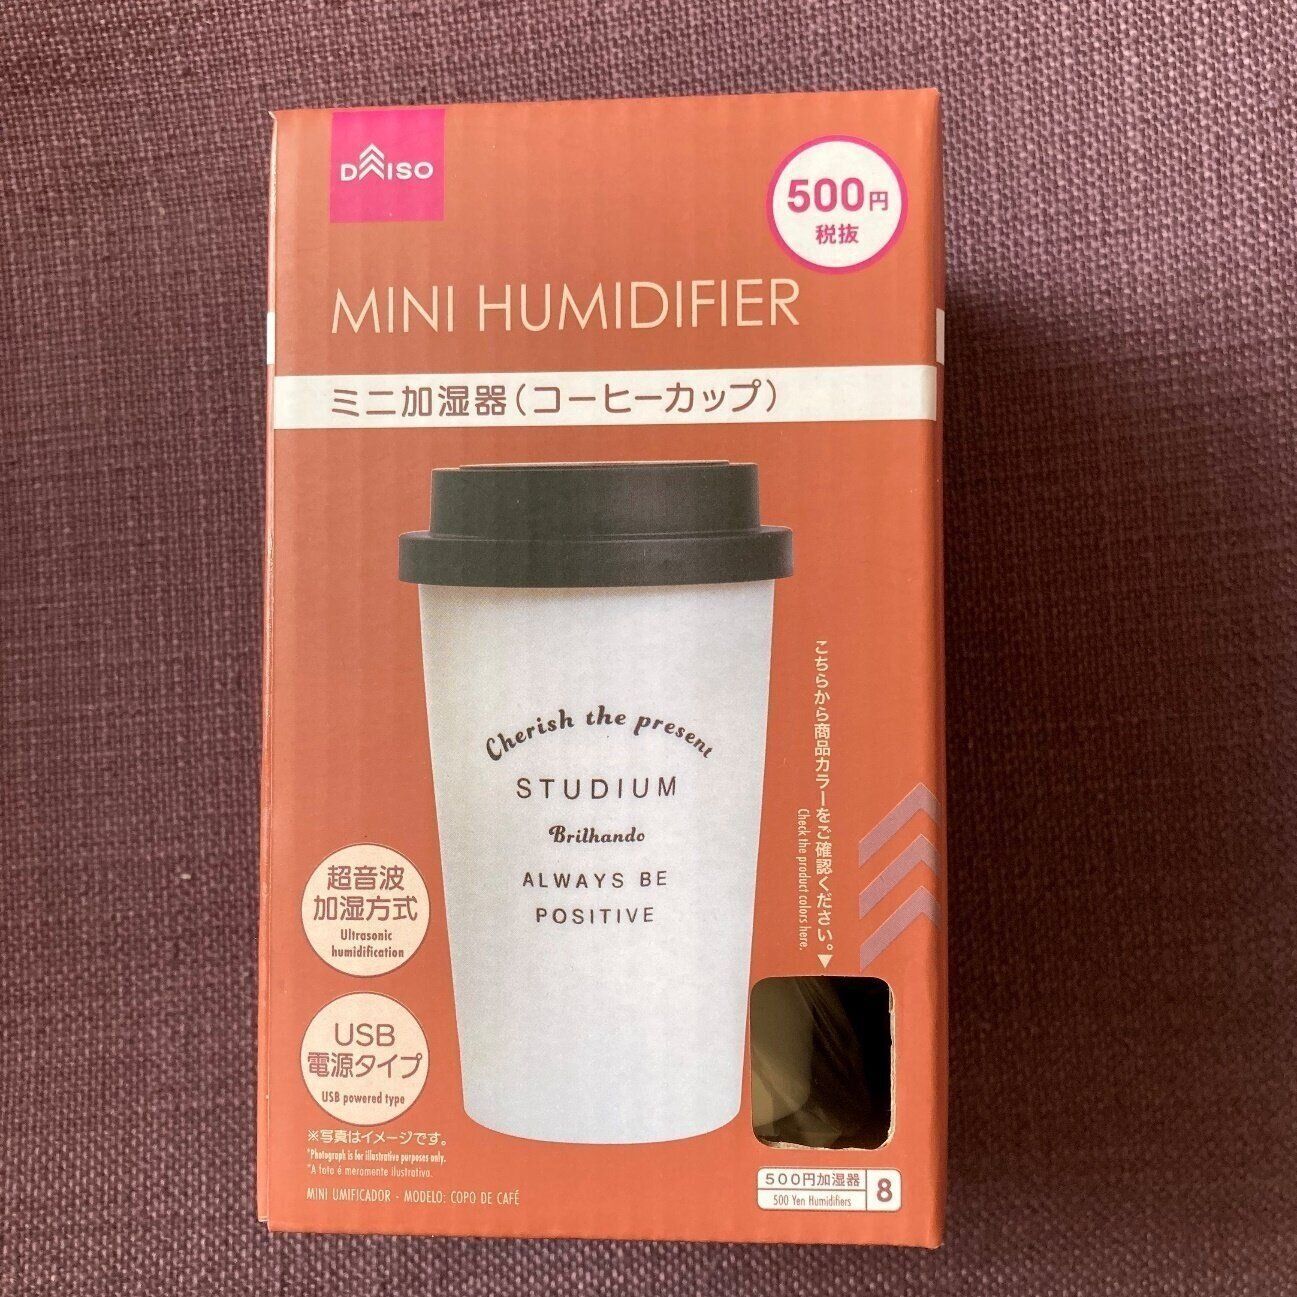 DAISO
500円
税抜
MINI HUMIDIFIER
ミニ加湿器(コーヒーカップ)
Cherish the present
STUDIUM
Brilhando
ALWAYS BE
POSITIVE
こちらから商品カラーをご確認ください。▼
Check the product colors here.
超音波
加湿方式
Ultrasonic
humidification
USB
電源タイプ
USB powered type
※写真はイメージです。
*Photograph is for illustrative purposes only.
*A foto é meramente ilustrativa.
MINI UMIFICADOR - MODELO: COPO DE CAFÉ
500円加湿器
500 Yen Humidifiers
8